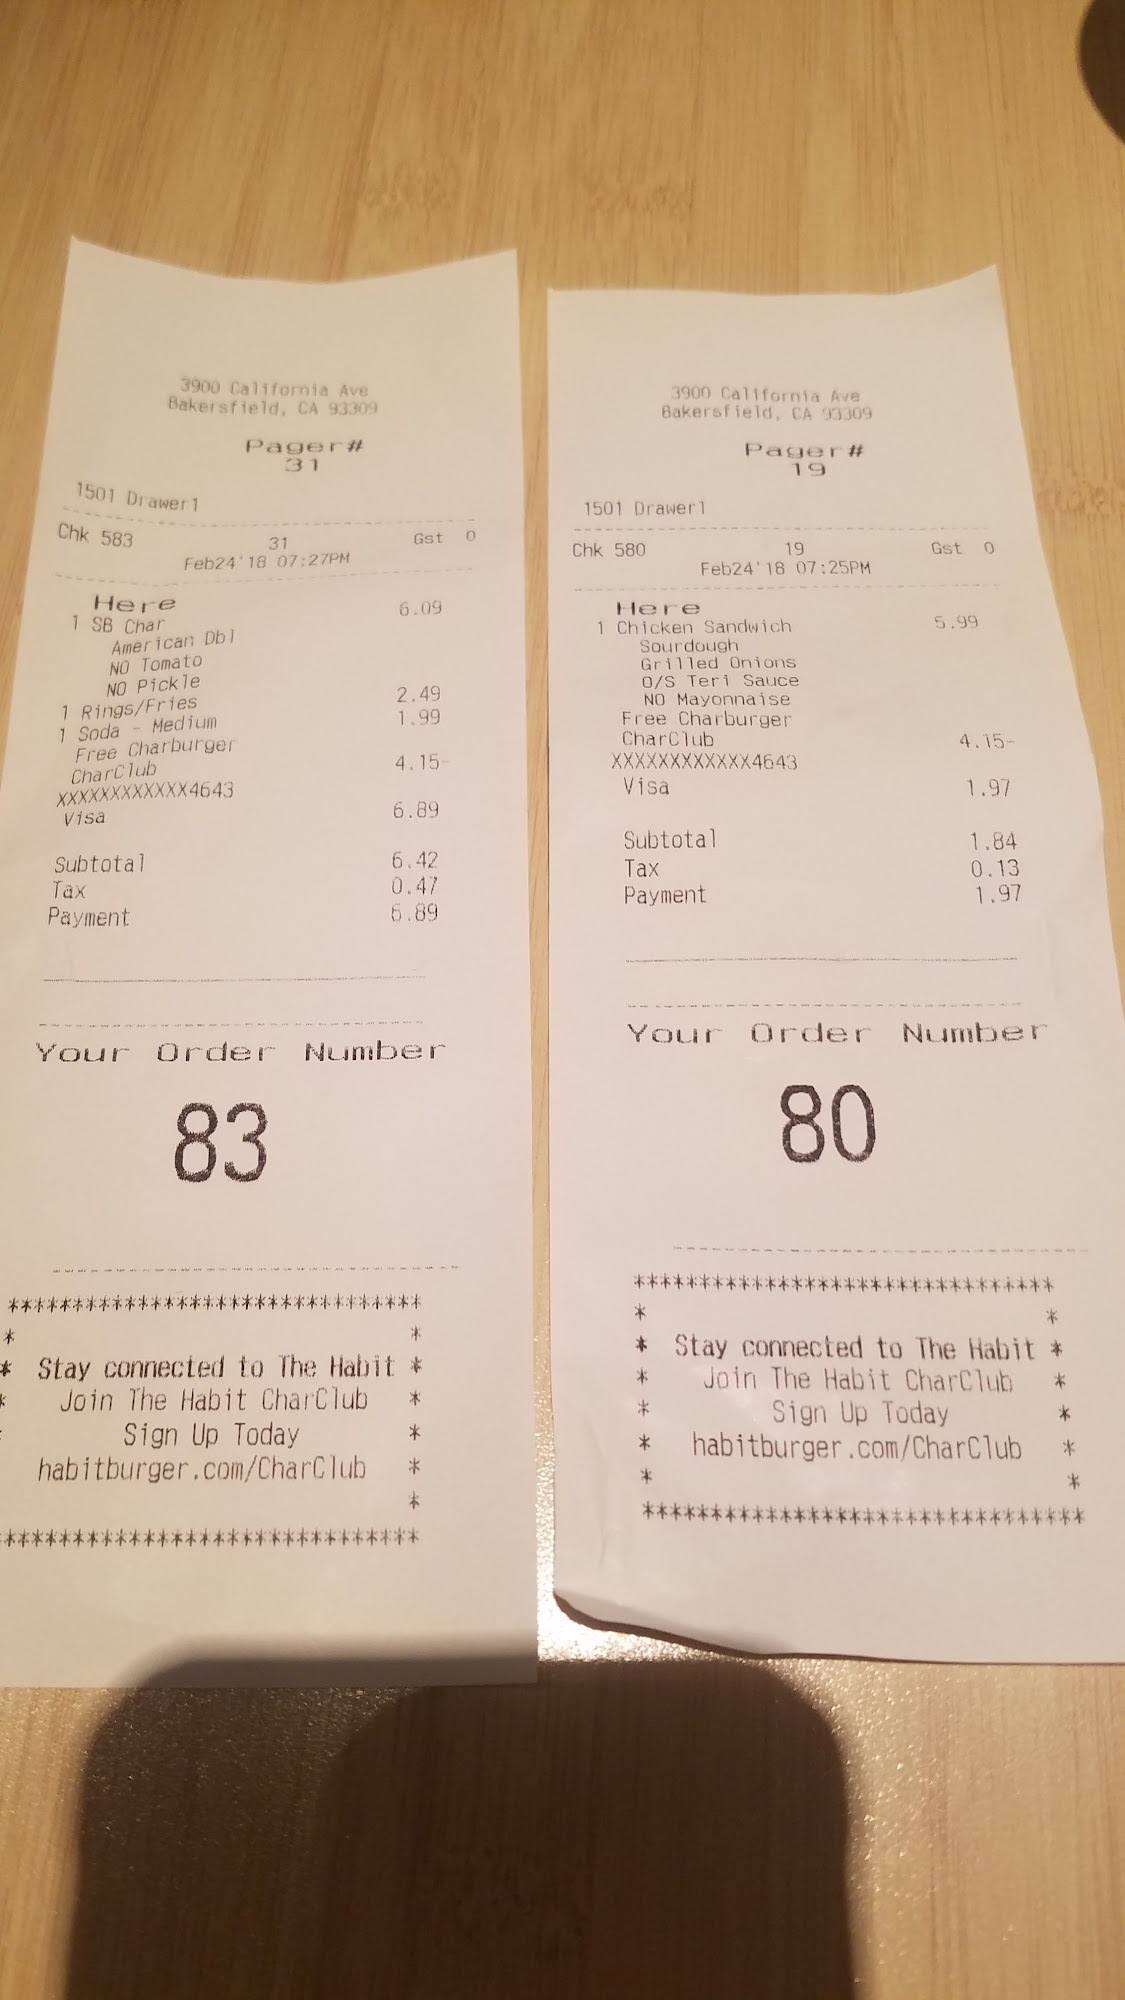 3900 California Ave
Bakersfield, CA 93309
Pager#
31
1501 Drawer1
Chk 583 31 Gst 0
Feb24'18 07:27PM
Here
1 SB Char 6.09
American Dbl
NO Tomato
NO Pickle
1 Rings/Fries 2.49
1 Soda - Medium 1.99
Free Charburger
CharClub 4.15-
XXXXXXXXXXXX4643
Visa 6.89
Subtotal 6.42
Tax 0.47
Payment 6.89
Your Order Number
83
*******************************
* *
* Stay connected to The Habit *
* Join The Habit CharClub *
* Sign Up Today *
habitburger.com/CharClub *
*
*******************************
3900 California Ave
Bakersfield, CA 93309
Pager#
19
1501 Drawer1
Chk 580 19 Gst 0
Feb24'18 07:25PM
Here
1 Chicken Sandwich 5.99
Sourdough
Grilled Onions
O/S Teri Sauce
NO Mayonnaise
Free Charburger
CharClub 4.15-
XXXXXXXXXXXX4643
Visa 1.97
Subtotal 1.84
Tax 0.13
Payment 1.97
Your Order Number
80
*******************************
* *
* Stay connected to The Habit *
* Join The Habit CharClub *
* Sign Up Today *
* habitburger.com/CharClub *
* *
*******************************